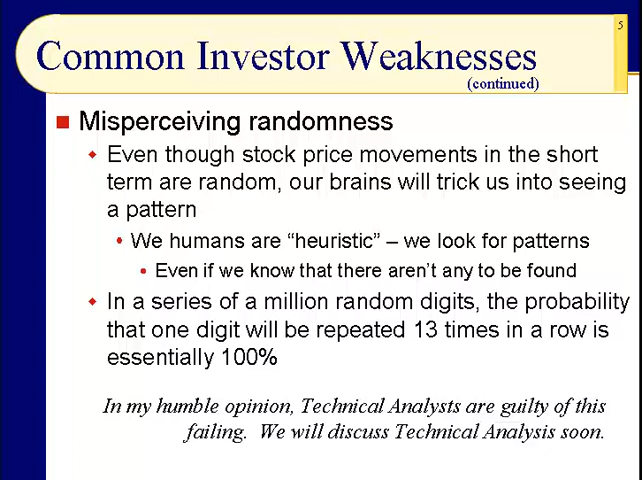 5
Common Investor Weaknesses
(continued)
Misperceiving randomness
Even though stock price movements in the short
term are random, our brains will trick us into seeing
a pattern
We humans are “heuristic” – we look for patterns
Even if we know that there aren’t any to be found
In a series of a million random digits, the probability
that one digit will be repeated 13 times in a row is
essentially 100%
In my humble opinion, Technical Analysts are guilty of this
failing.  We will discuss Technical Analysis soon.